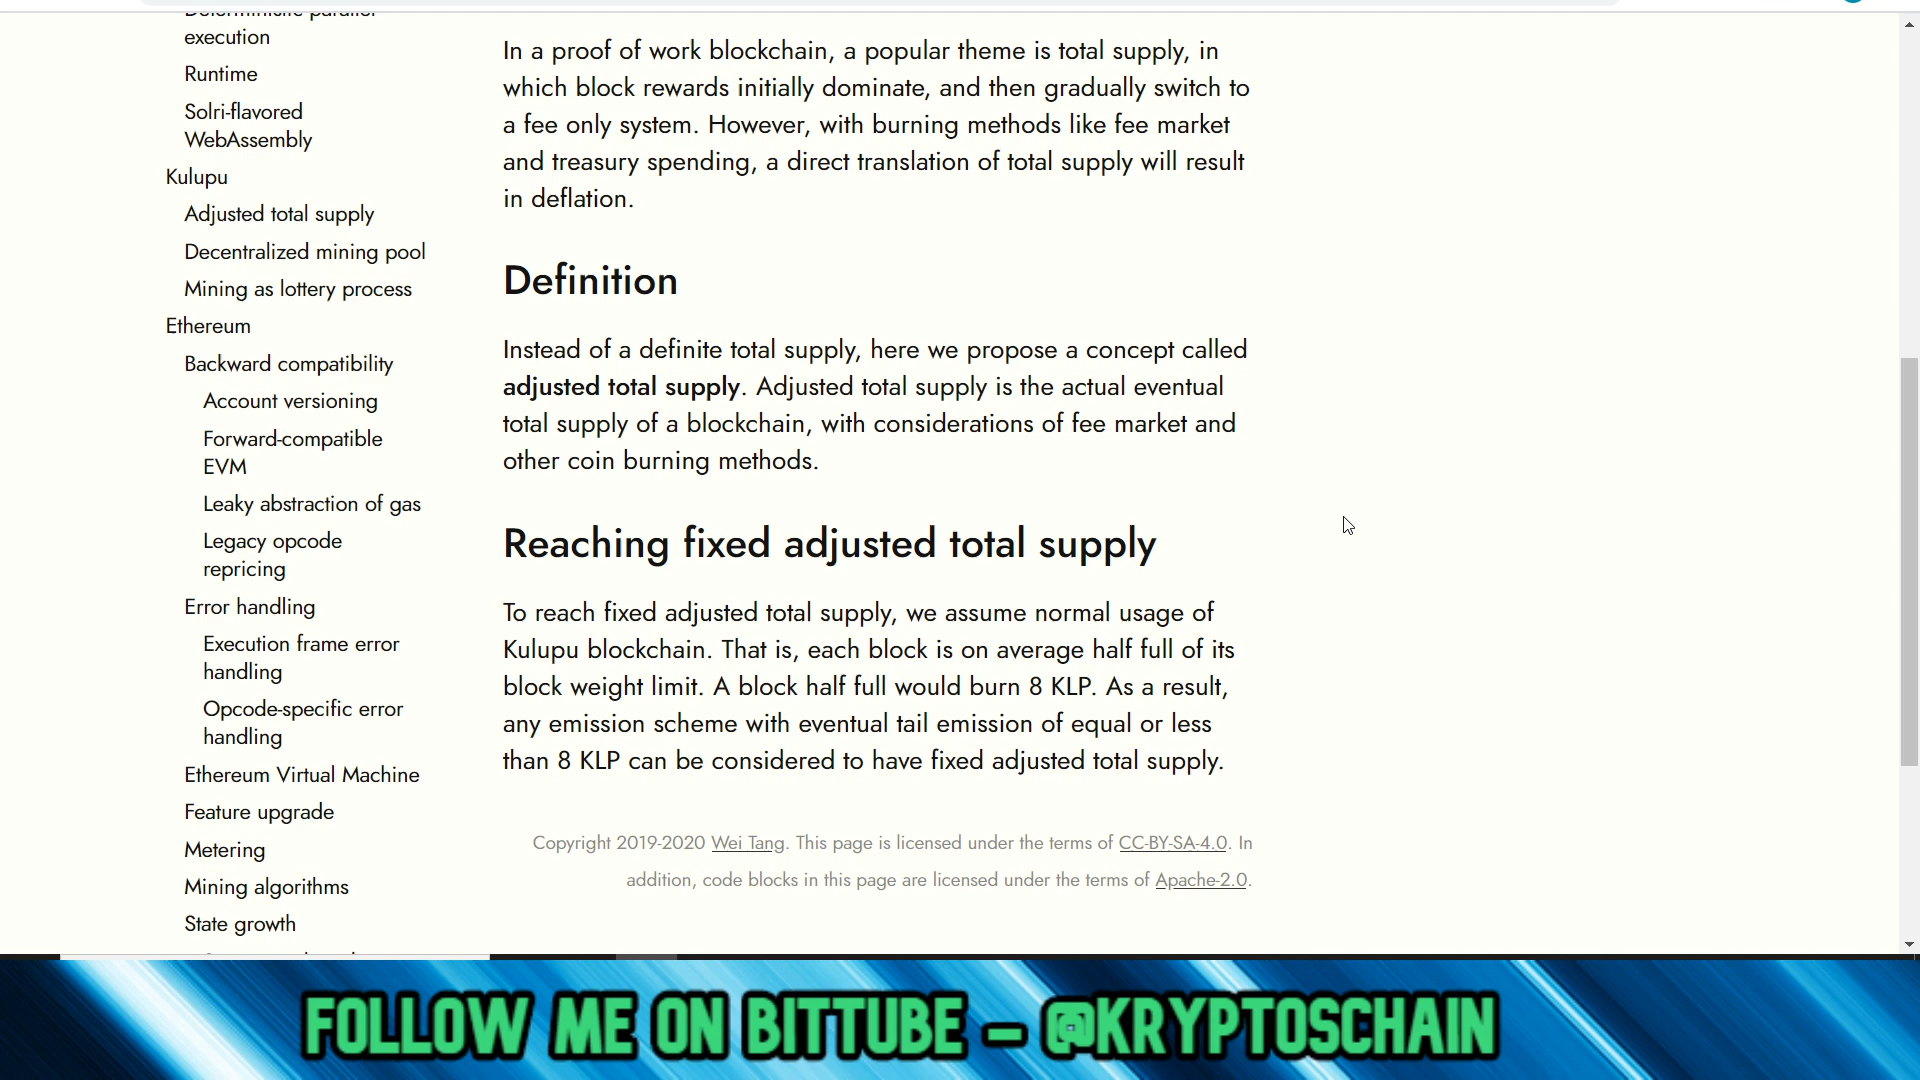 execution
Runtime
Solri-flavored
WebAssembly
Kulupu
Adjusted total supply
Decentralized mining pool
Mining as lottery process
Ethereum
Backward compatibility
Account versioning
Forward-compatible
EVM
Leaky abstraction of gas
Legacy opcode
repricing
Error handling
Execution frame error
handling
Opcode-specific error
handling
Ethereum Virtual Machine
Feature upgrade
Metering
Mining algorithms
State growth
In a proof of work blockchain, a popular theme is total supply, in
which block rewards initially dominate, and then gradually switch to
a fee only system. However, with burning methods like fee market
and treasury spending, a direct translation of total supply will result
in deflation.
Definition
Instead of a definite total supply, here we propose a concept called
adjusted total supply. Adjusted total supply is the actual eventual
total supply of a blockchain, with considerations of fee market and
other coin burning methods.
Reaching fixed adjusted total supply
To reach fixed adjusted total supply, we assume normal usage of
Kulupu blockchain. That is, each block is on average half full of its
block weight limit. A block half full would burn 8 KLP. As a result,
any emission scheme with eventual tail emission of equal or less
than 8 KLP can be considered to have fixed adjusted total supply.
Copyright 2019-2020 Wei Tang. This page is licensed under the terms of CC-BY-SA-4.0. In
addition, code blocks in this page are licensed under the terms of Apache-2.0.
FOLLOW ME ON BITTUBE - @KRYPTOSCHAIN